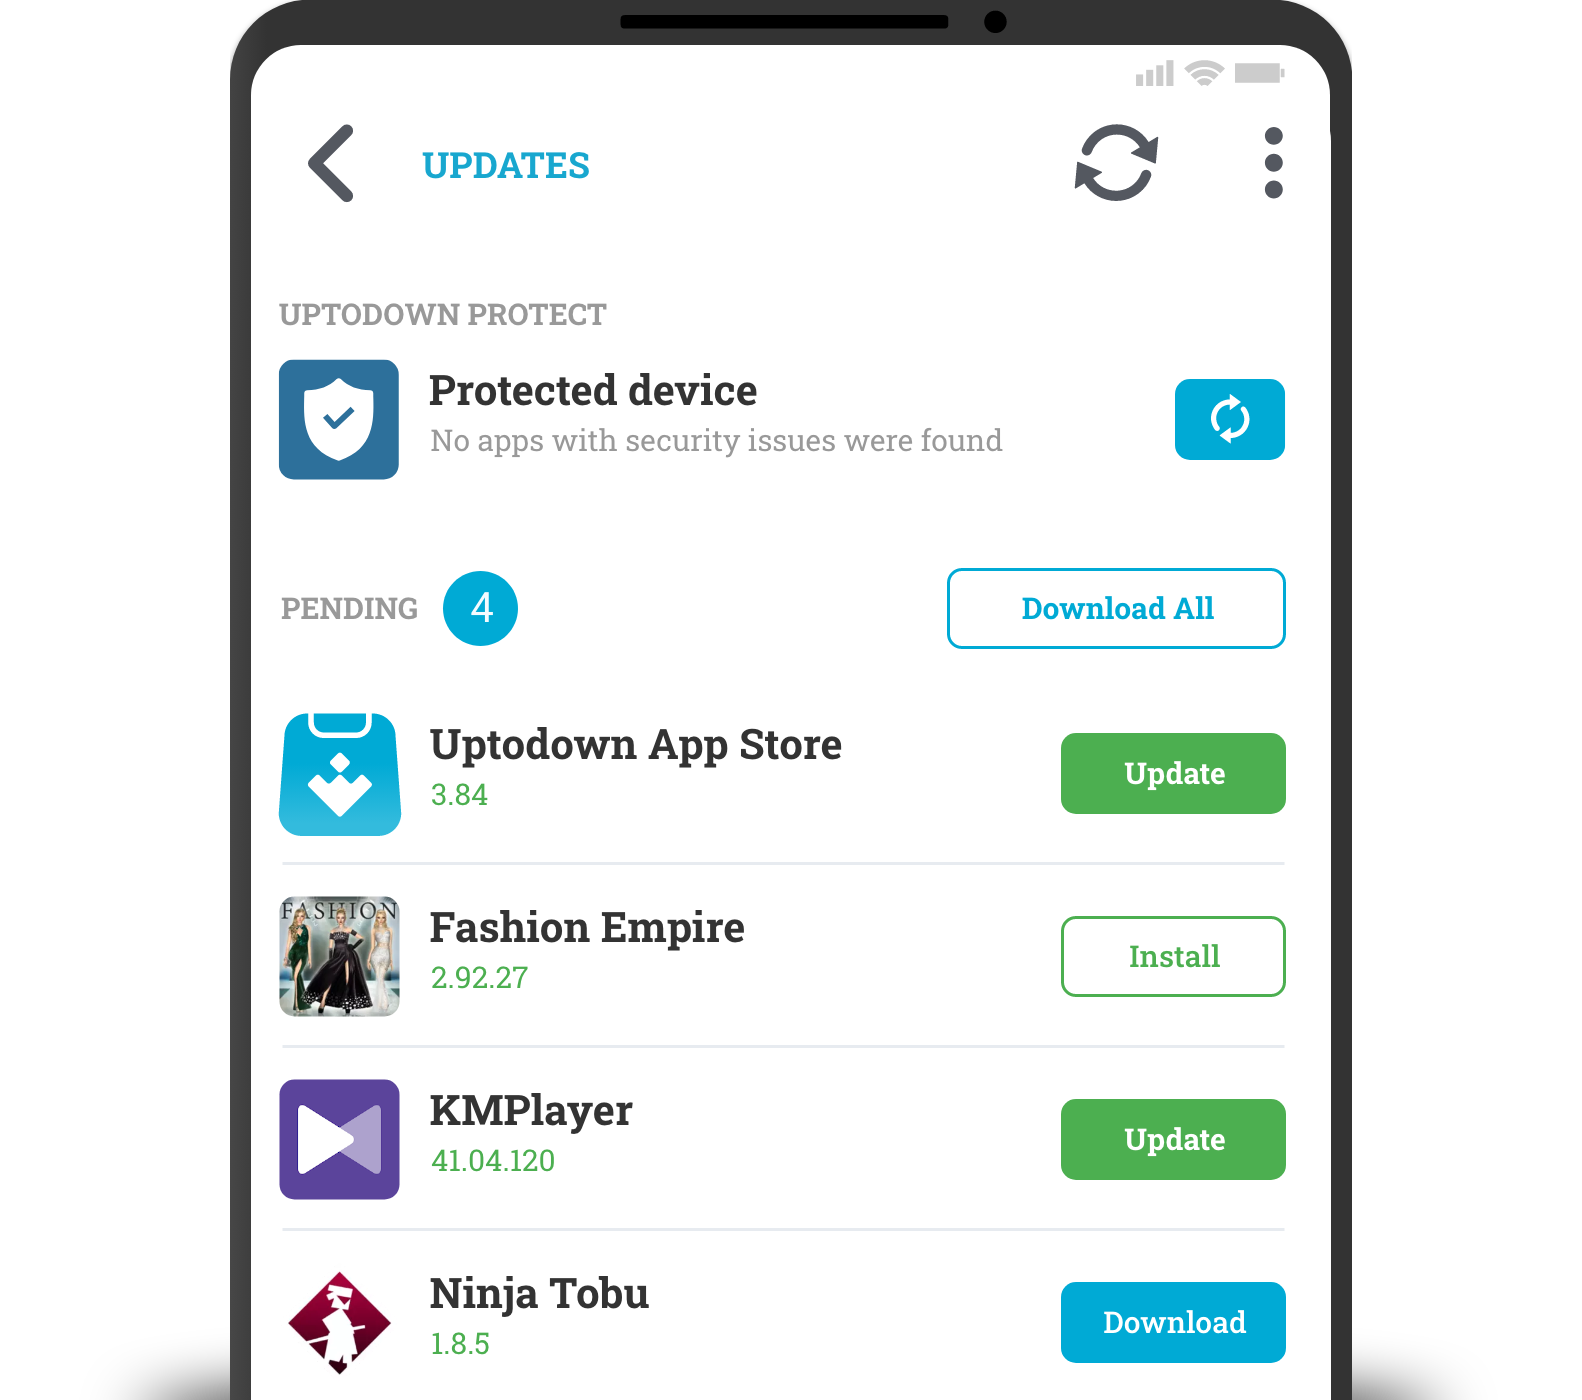 UPDATES
UPTODOWN PROTECT
Protected device
No apps with security issues were found
PENDING 4 Download All
Uptodown App Store
3.84
Update
FASHION
Fashion Empire
2.92.27
Install
KMPlayer
41.04.120
Update
Ninja Tobu
1.8.5
Download